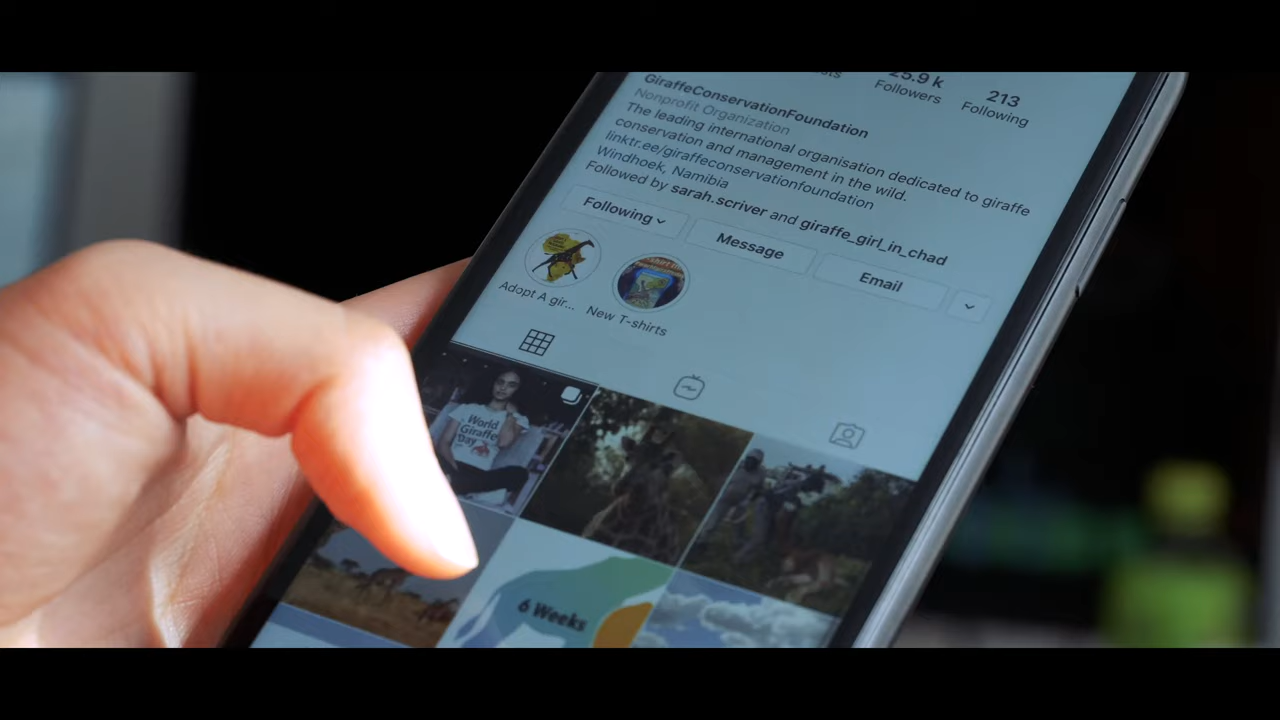 25.9 k
213
Followers
Following
GiraffeConservationFoundation
Nonprofit Organization
The leading international organisation dedicated to giraffe
conservation and management in the wild.
linktr.ee/giraffeconservationfoundation
Windhoek, Namibia
Followed by sarah.scriver and giraffe_girl_in_chad
Following
Message
Email
Adopt A gir...
New T-shirts
World
Giraffe
Day
6 Weeks